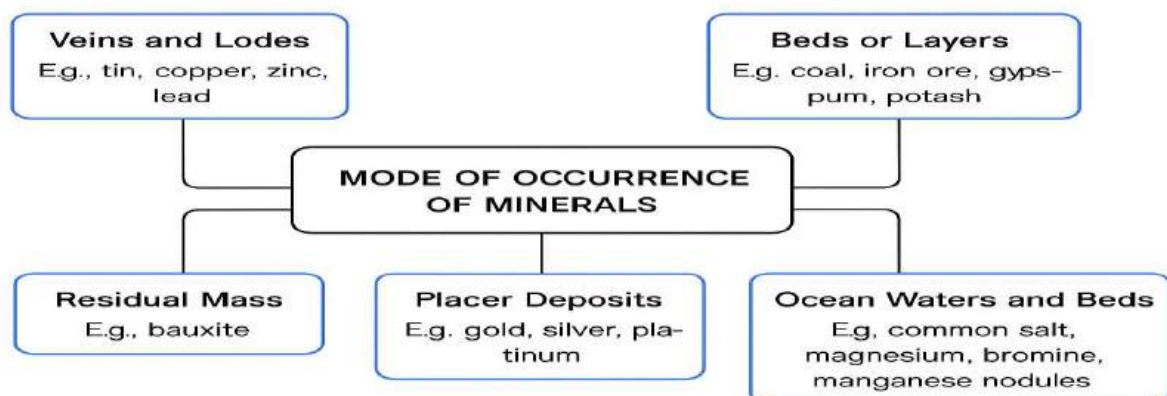 Veins and Lodes
E.g., tin, copper, zinc,
lead
Beds or Layers
E.g. coal, iron ore, gyps-
pum, potash
MODE OF OCCURRENCE
OF MINERALS
Residual Mass
E.g., bauxite
Placer Deposits
E.g. gold, silver, pla-
tinum
Ocean Waters and Beds
E.g, common salt,
magnesium, bromine,
manganese nodules